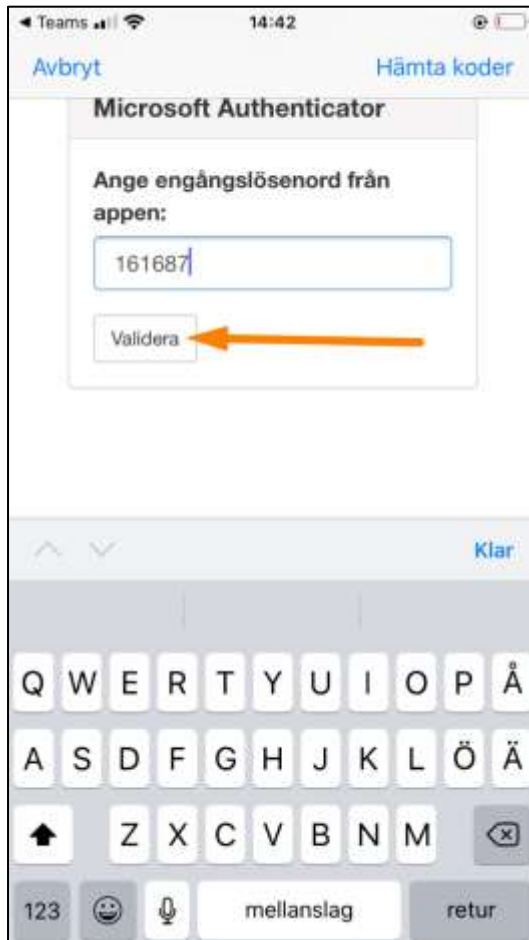 Teams 14:42
Avbryt Hämta koder
Microsoft Authenticator
Ange engångslösenord från
appen:
161687
Validera
Klar
Q W E R T Y U I O P Å
A S D F G H J K L Ö Ä
Z X C V B N M
123 mellanslag retur